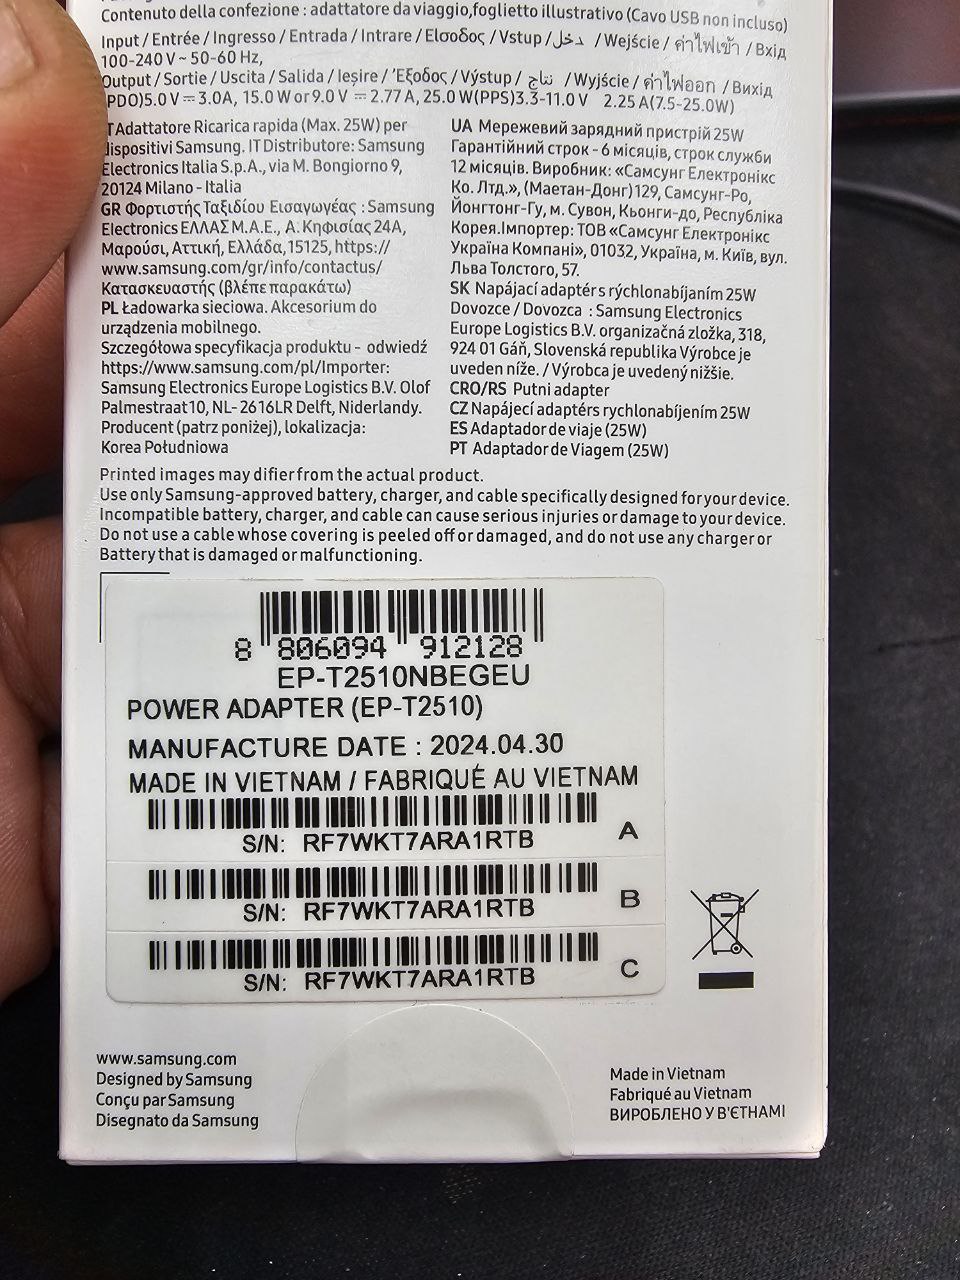 Contenuto della confezione : adattatore da viaggio,foglietto illustrativo (Cavo USB non incluso)
Input / Entrée / Ingresso / Entrada / Intrare / Είσοδος / Vstup / دخل / Wejście / ค่าไฟเข้า / Вхід
100-240 V ~ 50-60 Hz,
Output / Sortie / Uscita / Salida / Ieșire / Έξοδος / Výstup / نتاج / Wyjście / ค่าไฟออก / Вихід
PDO)5.0 V ⎓ 3.0A, 15.0 W or 9.0 V ⎓ 2.77 A, 25.0 W(PPS)3.3-11.0 V 2.25 A(7.5-25.0W)
IT Adattatore Ricarica rapida (Max. 25W) per
dispositivi Samsung. IT Distributore: Samsung
Electronics Italia S.p.A., via M. Bongiorno 9,
20124 Milano - Italia
GR Φορτιστής Ταξιδίου Εισαγωγέας : Samsung
Electronics ΕΛΛΑΣ Μ.Α.Ε., Λ. Κηφισίας 24Α,
Μαρούσι, Αττική, Ελλάδα, 15125, https://
www.samsung.com/gr/info/contactus/
Κατασκευαστής (βλέπε παρακάτω)
PL Ładowarka sieciowa. Akcesorium do
urządzenia mobilnego.
Szczegółowa specyfikacja produktu - odwiedź
https://www.samsung.com/pl/Importer:
Samsung Electronics Europe Logistics B.V. Olof
Palmestraat 10, NL- 2616LR Delft, Niderlandy.
Producent (patrz poniżej), lokalizacja:
Korea Południowa
UA Мережевий зарядний пристрій 25W
Гарантійний строк - 6 місяців, строк служби
12 місяців. Виробник: «Самсунг Електронікс
Ко. Лтд.», (Маетан-Донг) 129, Самсунг-Ро,
Йонгтонг-Гу, м. Сувон, Кьонги-до, Республіка
Корея.Імпортер: ТОВ «Самсунг Електронікс
Україна Компані», 01032, Україна, м. Київ, вул.
Льва Толстого, 57.
SK Napájací adaptér s rýchlonabíjaním 25W
Dovozce / Dovozca : Samsung Electronics
Europe Logistics B.V. organizačná zložka, 318,
924 01 Gáň, Slovenská republika Výrobce je
uveden níže. / Výrobca je uvedený nižšie.
CRO/RS Putni adapter
CZ Napájecí adaptérs rychlonabíjením 25W
ES Adaptador de viaje (25W)
PT Adaptador de Viagem (25W)
Printed images may differ from the actual product.
Use only Samsung-approved battery, charger, and cable specifically designed for your device.
Incompatible battery, charger, and cable can cause serious injuries or damage to your device.
Do not use a cable whose covering is peeled off or damaged, and do not use any charger or
Battery that is damaged or malfunctioning.
8 806094 912128
EP-T2510NBEGEU
POWER ADAPTER (EP-T2510)
MANUFACTURE DATE : 2024.04.30
MADE IN VIETNAM / FABRIQUÉ AU VIETNAM
S/N: RF7WKT7ARA1RTB A
S/N: RF7WKT7ARA1RTB B
S/N: RF7WKT7ARA1RTB C
www.samsung.com
Designed by Samsung
Conçu par Samsung
Disegnato da Samsung
Made in Vietnam
Fabriqué au Vietnam
ВИРОБЛЕНО У В'ЄТНАМІ